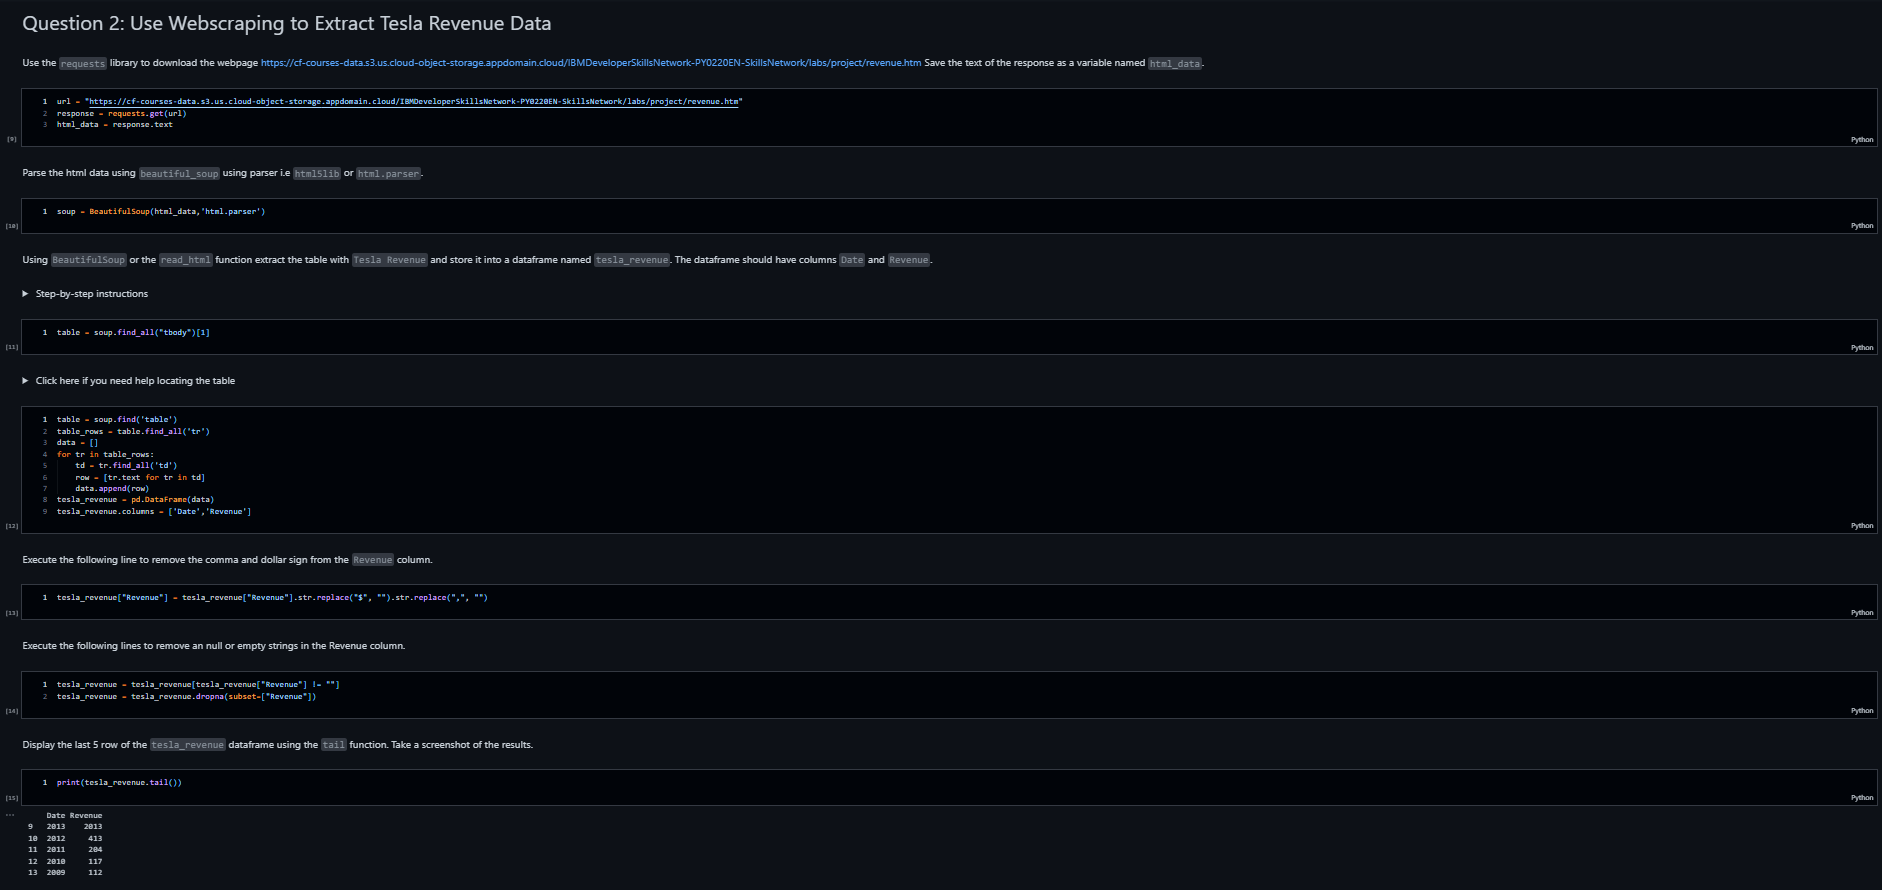 Question 2: Use Webscraping to Extract Tesla Revenue Data
Use the requests library to download the webpage https://cf-courses-data.s3.us.cloud-object-storage.appdomain.cloud/IBMDeveloperSkillsNetwork-PY0220EN-SkillsNetwork/labs/project/revenue.htm Save the text of the response as a variable named html_data.
1 url = "https://cf-courses-data.s3.us.cloud-object-storage.appdomain.cloud/IBMDeveloperSkillsNetwork-PY0220EN-SkillsNetwork/labs/project/revenue.htm"
2 response = requests.get(url)
3 html_data = response.text
[9] Python
Parse the html data using beautiful_soup using parser i.e html5lib or html.parser.
1 soup = BeautifulSoup(html_data,'html.parser')
[10] Python
Using BeautifulSoup or the read_html function extract the table with Tesla Revenue and store it into a dataframe named tesla_revenue. The dataframe should have columns Date and Revenue.
▶ Step-by-step instructions
1 table = soup.find_all("tbody")[1]
[11] Python
▶ Click here if you need help locating the table
1 table = soup.find('table')
2 table_rows = table.find_all('tr')
3 data = []
4 for tr in table_rows:
5     td = tr.find_all('td')
6     row = [tr.text for tr in td]
7     data.append(row)
8 tesla_revenue = pd.DataFrame(data)
9 tesla_revenue.columns = ['Date','Revenue']
[12] Python
Execute the following line to remove the comma and dollar sign from the Revenue column.
1 tesla_revenue["Revenue"] = tesla_revenue["Revenue"].str.replace("$", "").str.replace(",", "")
[13] Python
Execute the following lines to remove an null or empty strings in the Revenue column.
1 tesla_revenue = tesla_revenue[tesla_revenue["Revenue"] != ""]
2 tesla_revenue = tesla_revenue.dropna(subset=["Revenue"])
[14] Python
Display the last 5 row of the tesla_revenue dataframe using the tail function. Take a screenshot of the results.
1 print(tesla_revenue.tail())
[15] Python
... Date Revenue
9 2013 2013
10 2012 413
11 2011 204
12 2010 117
13 2009 112